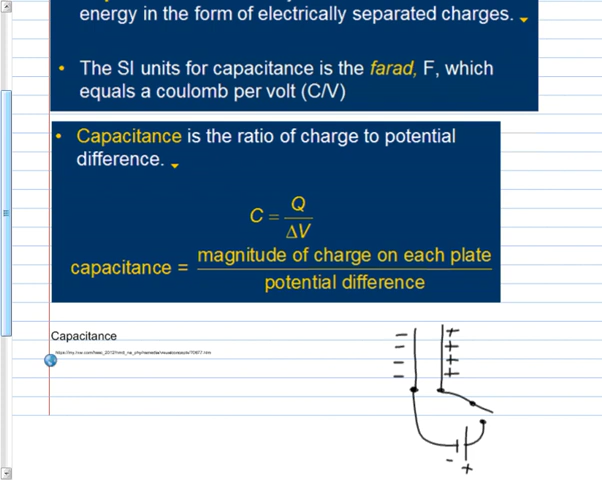 energy in the form of electrically separated charges.
• The SI units for capacitance is the farad, F, which
equals a coulomb per volt (C/V)
• Capacitance is the ratio of charge to potential
difference.
C = Q / ΔV
capacitance = magnitude of charge on each plate / potential difference
Capacitance
− − − −
+ + + +
− +